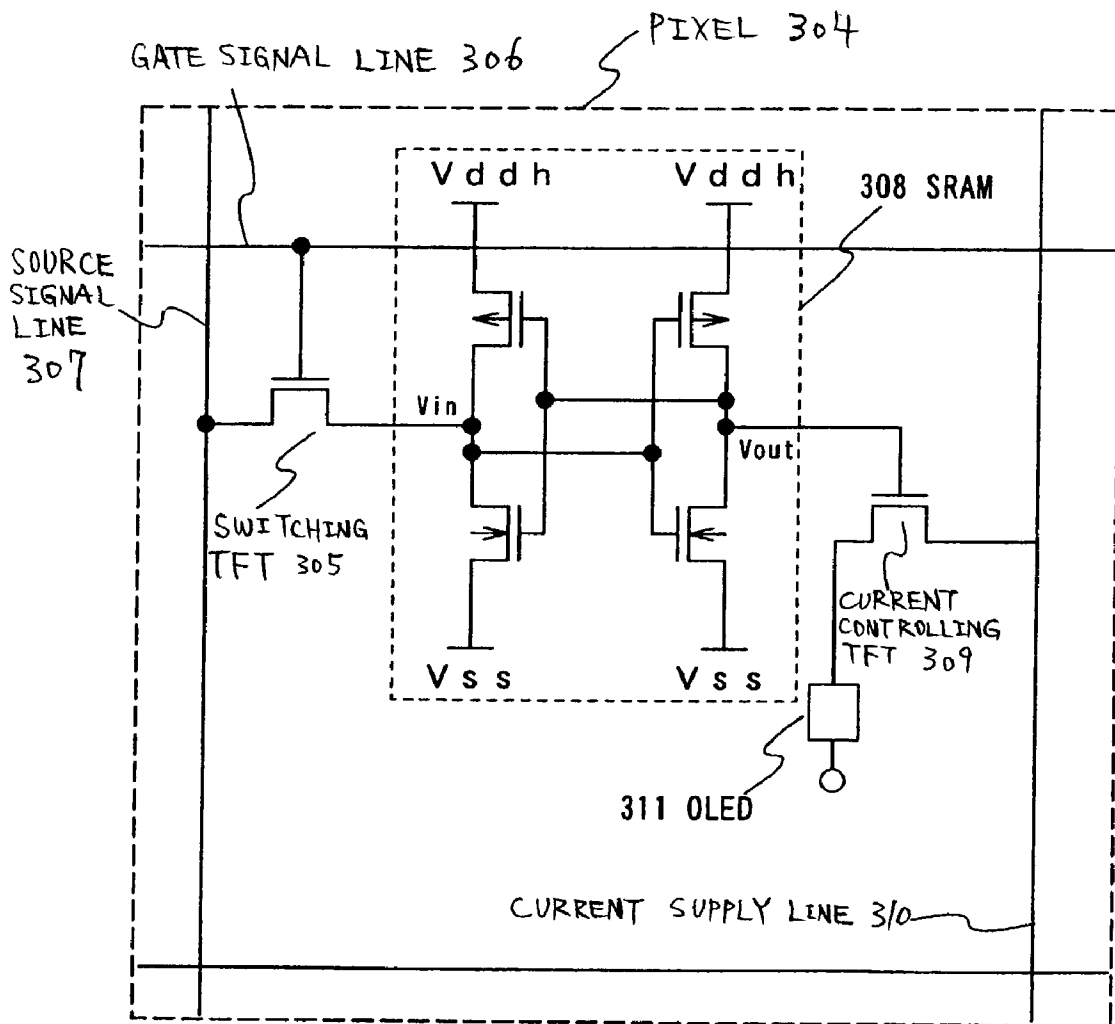 PIXEL 304
GATE SIGNAL LINE 306
Vddh
Vddh
308 SRAM
SOURCE
SIGNAL
LINE
307
Vin
Vout
SWITCHING
TFT 305
CURRENT
CONTROLLING
TFT 309
Vss
Vss
311 OLED
CURRENT SUPPLY LINE 310